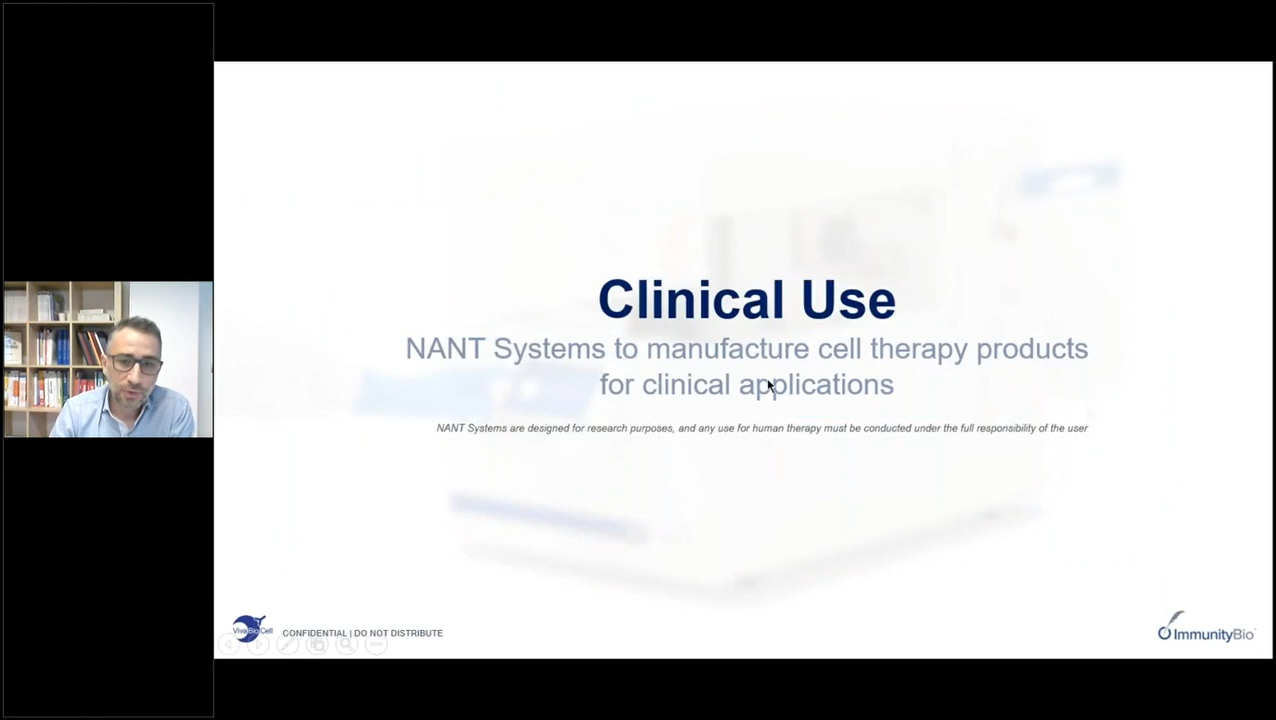 Clinical Use
NANT Systems to manufacture cell therapy products
for clinical applications
NANT Systems are designed for research purposes, and any use for human therapy must be conducted under the full responsibility of the user
VivaBioCell
CONFIDENTIAL | DO NOT DISTRIBUTE
ImmunityBio